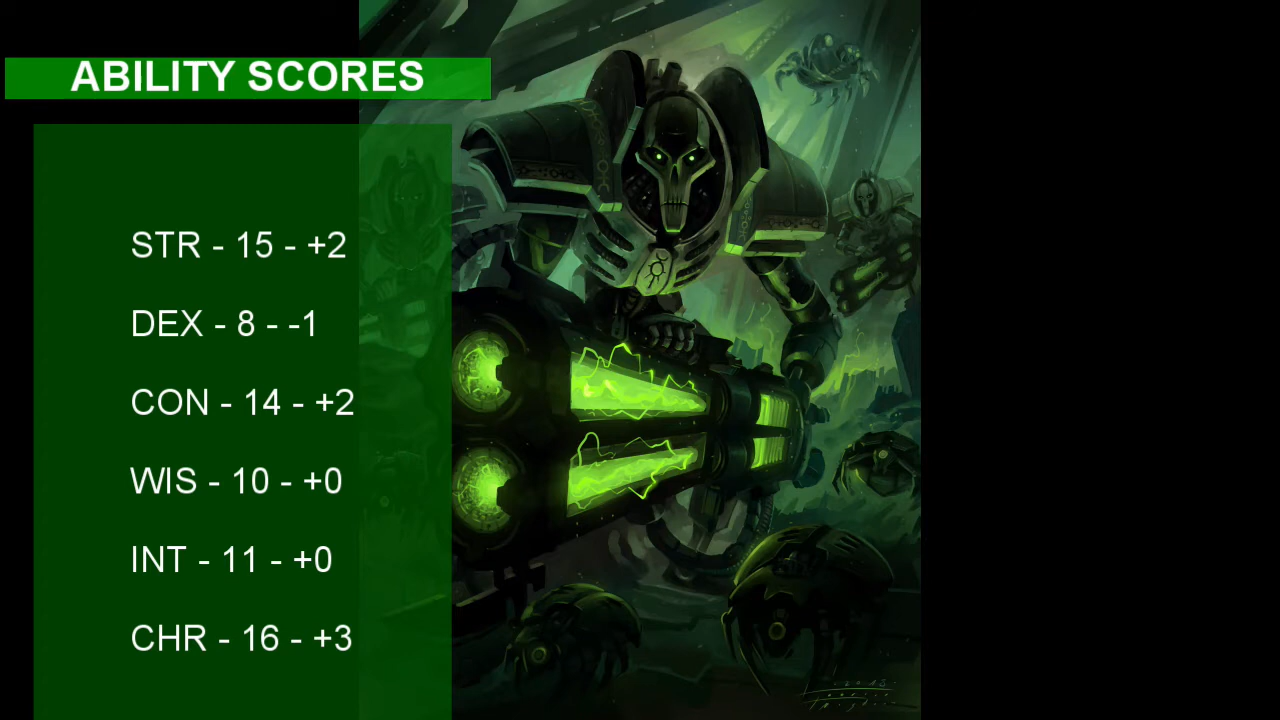 ABILITY SCORES
STR - 15 - +2
DEX - 8 - -1
CON - 14 - +2
WIS - 10 - +0
INT - 11 - +0
CHR - 16 - +3